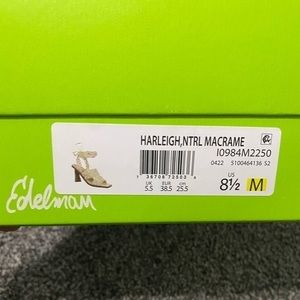 HARLEIGH,NTRL MACRAME
I0984M2250
0422 5100464136 S2
UK EUR cm
5.5 38.5 25.5
US
8½ M
Edelman